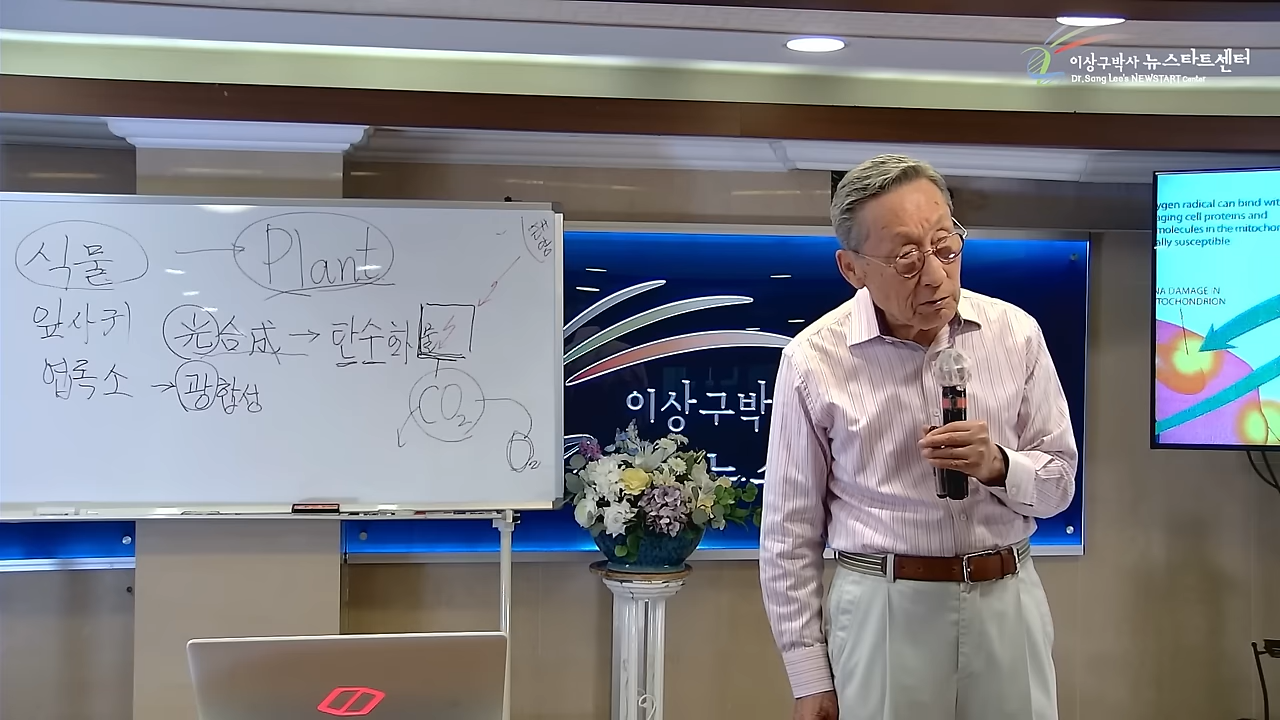 이상구박사 뉴스타트센터
Dr. Sang Lee's NEWSTART Center
식물 → Plant
잎사귀 光合成 → 탄수화물
엽록소 → 광합성
태양
CO₂
O₂
이상구박
뉴스
ygen radical can bind wit
aging cell proteins and
molecules in the mitochon
ally susceptible
NA DAMAGE IN
TOCHONDRION